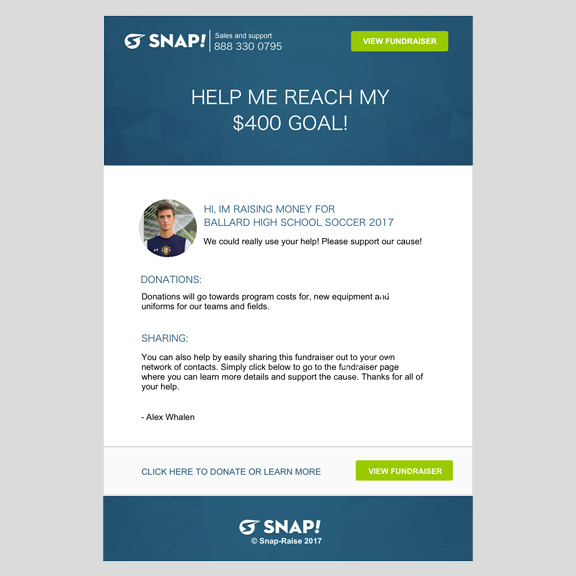 SNAP!
Sales and support
888 330 0795
VIEW FUNDRAISER
HELP ME REACH MY
$400 GOAL!
HI, IM RAISING MONEY FOR
BALLARD HIGH SCHOOL SOCCER 2017
We could really use your help! Please support our cause!
DONATIONS:
Donations will go towards program costs for, new equipment and
uniforms for our teams and fields.
SHARING:
You can also help by easily sharing this fundraiser out to your own
network of contacts. Simply click below to go to the fundraiser page
where you can learn more details and support the cause. Thanks for all of
your help.
- Alex Whalen
CLICK HERE TO DONATE OR LEARN MORE
VIEW FUNDRAISER
SNAP!
© Snap-Raise 2017